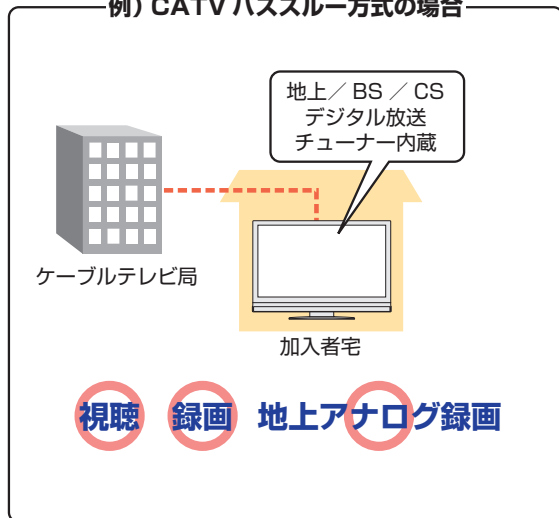 例）CATV パススルー方式の場合
地上／ BS ／ CS
デジタル放送
チューナー内蔵
ケーブルテレビ局
加入者宅
視聴 録画 地上アナログ録画